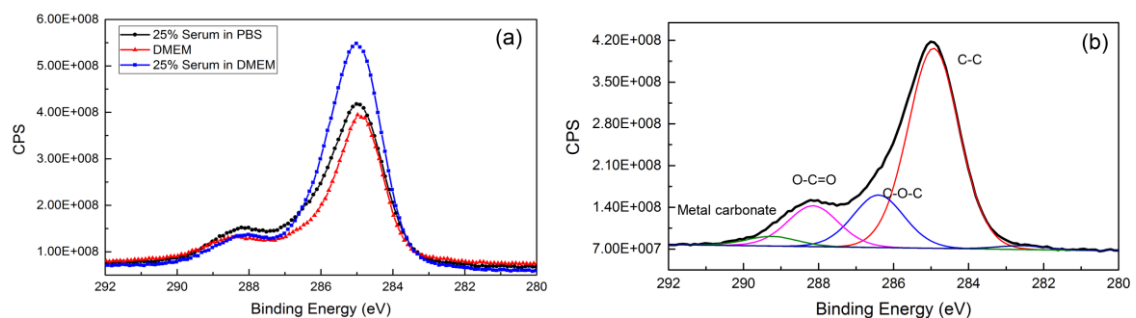 (a)
25% Serum in PBS
DMEM
25% Serum in DMEM
CPS
6.00E+008
5.00E+008
4.00E+008
3.00E+008
2.00E+008
1.00E+008
292 290 288 286 284 282 280
Binding Energy (eV)
(b)
CPS
4.20E+008
3.50E+008
2.80E+008
2.10E+008
1.40E+008
7.00E+007
C-C
O-C=O
C-O-C
Metal carbonate
292 290 288 286 284 282 280
Binding Energy (eV)